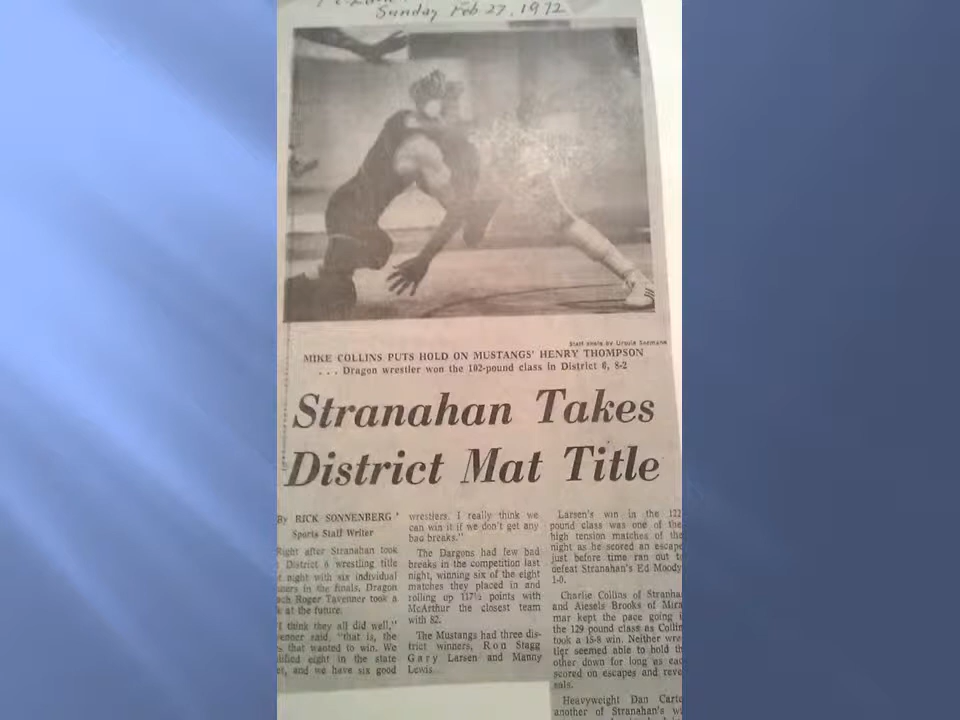 Sunday Feb 27, 1972
Staff photo by Ursula Seemann
MIKE COLLINS PUTS HOLD ON MUSTANGS' HENRY THOMPSON
. . . Dragon wrestler won the 102-pound class in District 6, 8-2
Stranahan Takes
District Mat Title
By RICK SONNENBERG
Sports Staff Writer
Right after Stranahan took
District 6 wrestling title
night with six individual
in the finals, Dragon
Roger Tavenner took a
at the future.
"I think they all did well,"
said, "that is, the
that wanted to win. We
eight in the state
and we have six good
wrestlers. I really think we
can win it if we don't get any
bad breaks."
The Dargons had few bad
breaks in the competition last
night, winning six of the eight
matches they placed in and
rolling up 117½ points with
McArthur the closest team
with 82.
The Mustangs had three dis-
trict winners, Ron Stagg
Gary Larsen and Manny
Lewis.
Larsen's win in the 122
pound class was one of the
high tension matches of the
night as he scored an escape
just before time ran out to
defeat Stranahan's Ed Moody
1-0.
Charlie Collins of Stranaha
and Aiesels Brooks of Mira
mar kept the pace going i
the 129 pound class as Collin
took a 15-8 win. Neither wre
tler seemed able to hold th
other down for long as eac
scored on escapes and reve
sals.
Heavyweight Dan Carte
another of Stranahan's wi